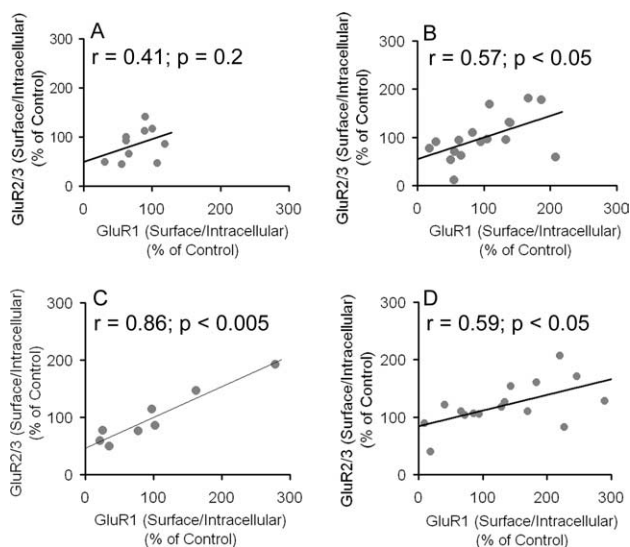 A
r = 0.41; p = 0.2
GluR2/3 (Surface/Intracellular)
(% of Control)
300
200
100
0
0 100 200 300
GluR1 (Surface/Intracellular)
(% of Control)
B
r = 0.57; p < 0.05
GluR2/3 (Surface/Intracellular)
(% of Control)
300
200
100
0
0 100 200 300
GluR1 (Surface/Intracellular)
(% of Control)
C
r = 0.86; p < 0.005
GluR2/3 (Surface/Intracellular)
(% of Control)
300
200
100
0
0 100 200 300
GluR1 (Surface/Intracellular)
(% of Control)
D
r = 0.59; p < 0.05
GluR2/3 (Surface/Intracellular)
(% of Control)
300
200
100
0
0 100 200 300
GluR1 (Surface/Intracellular)
(% of Control)